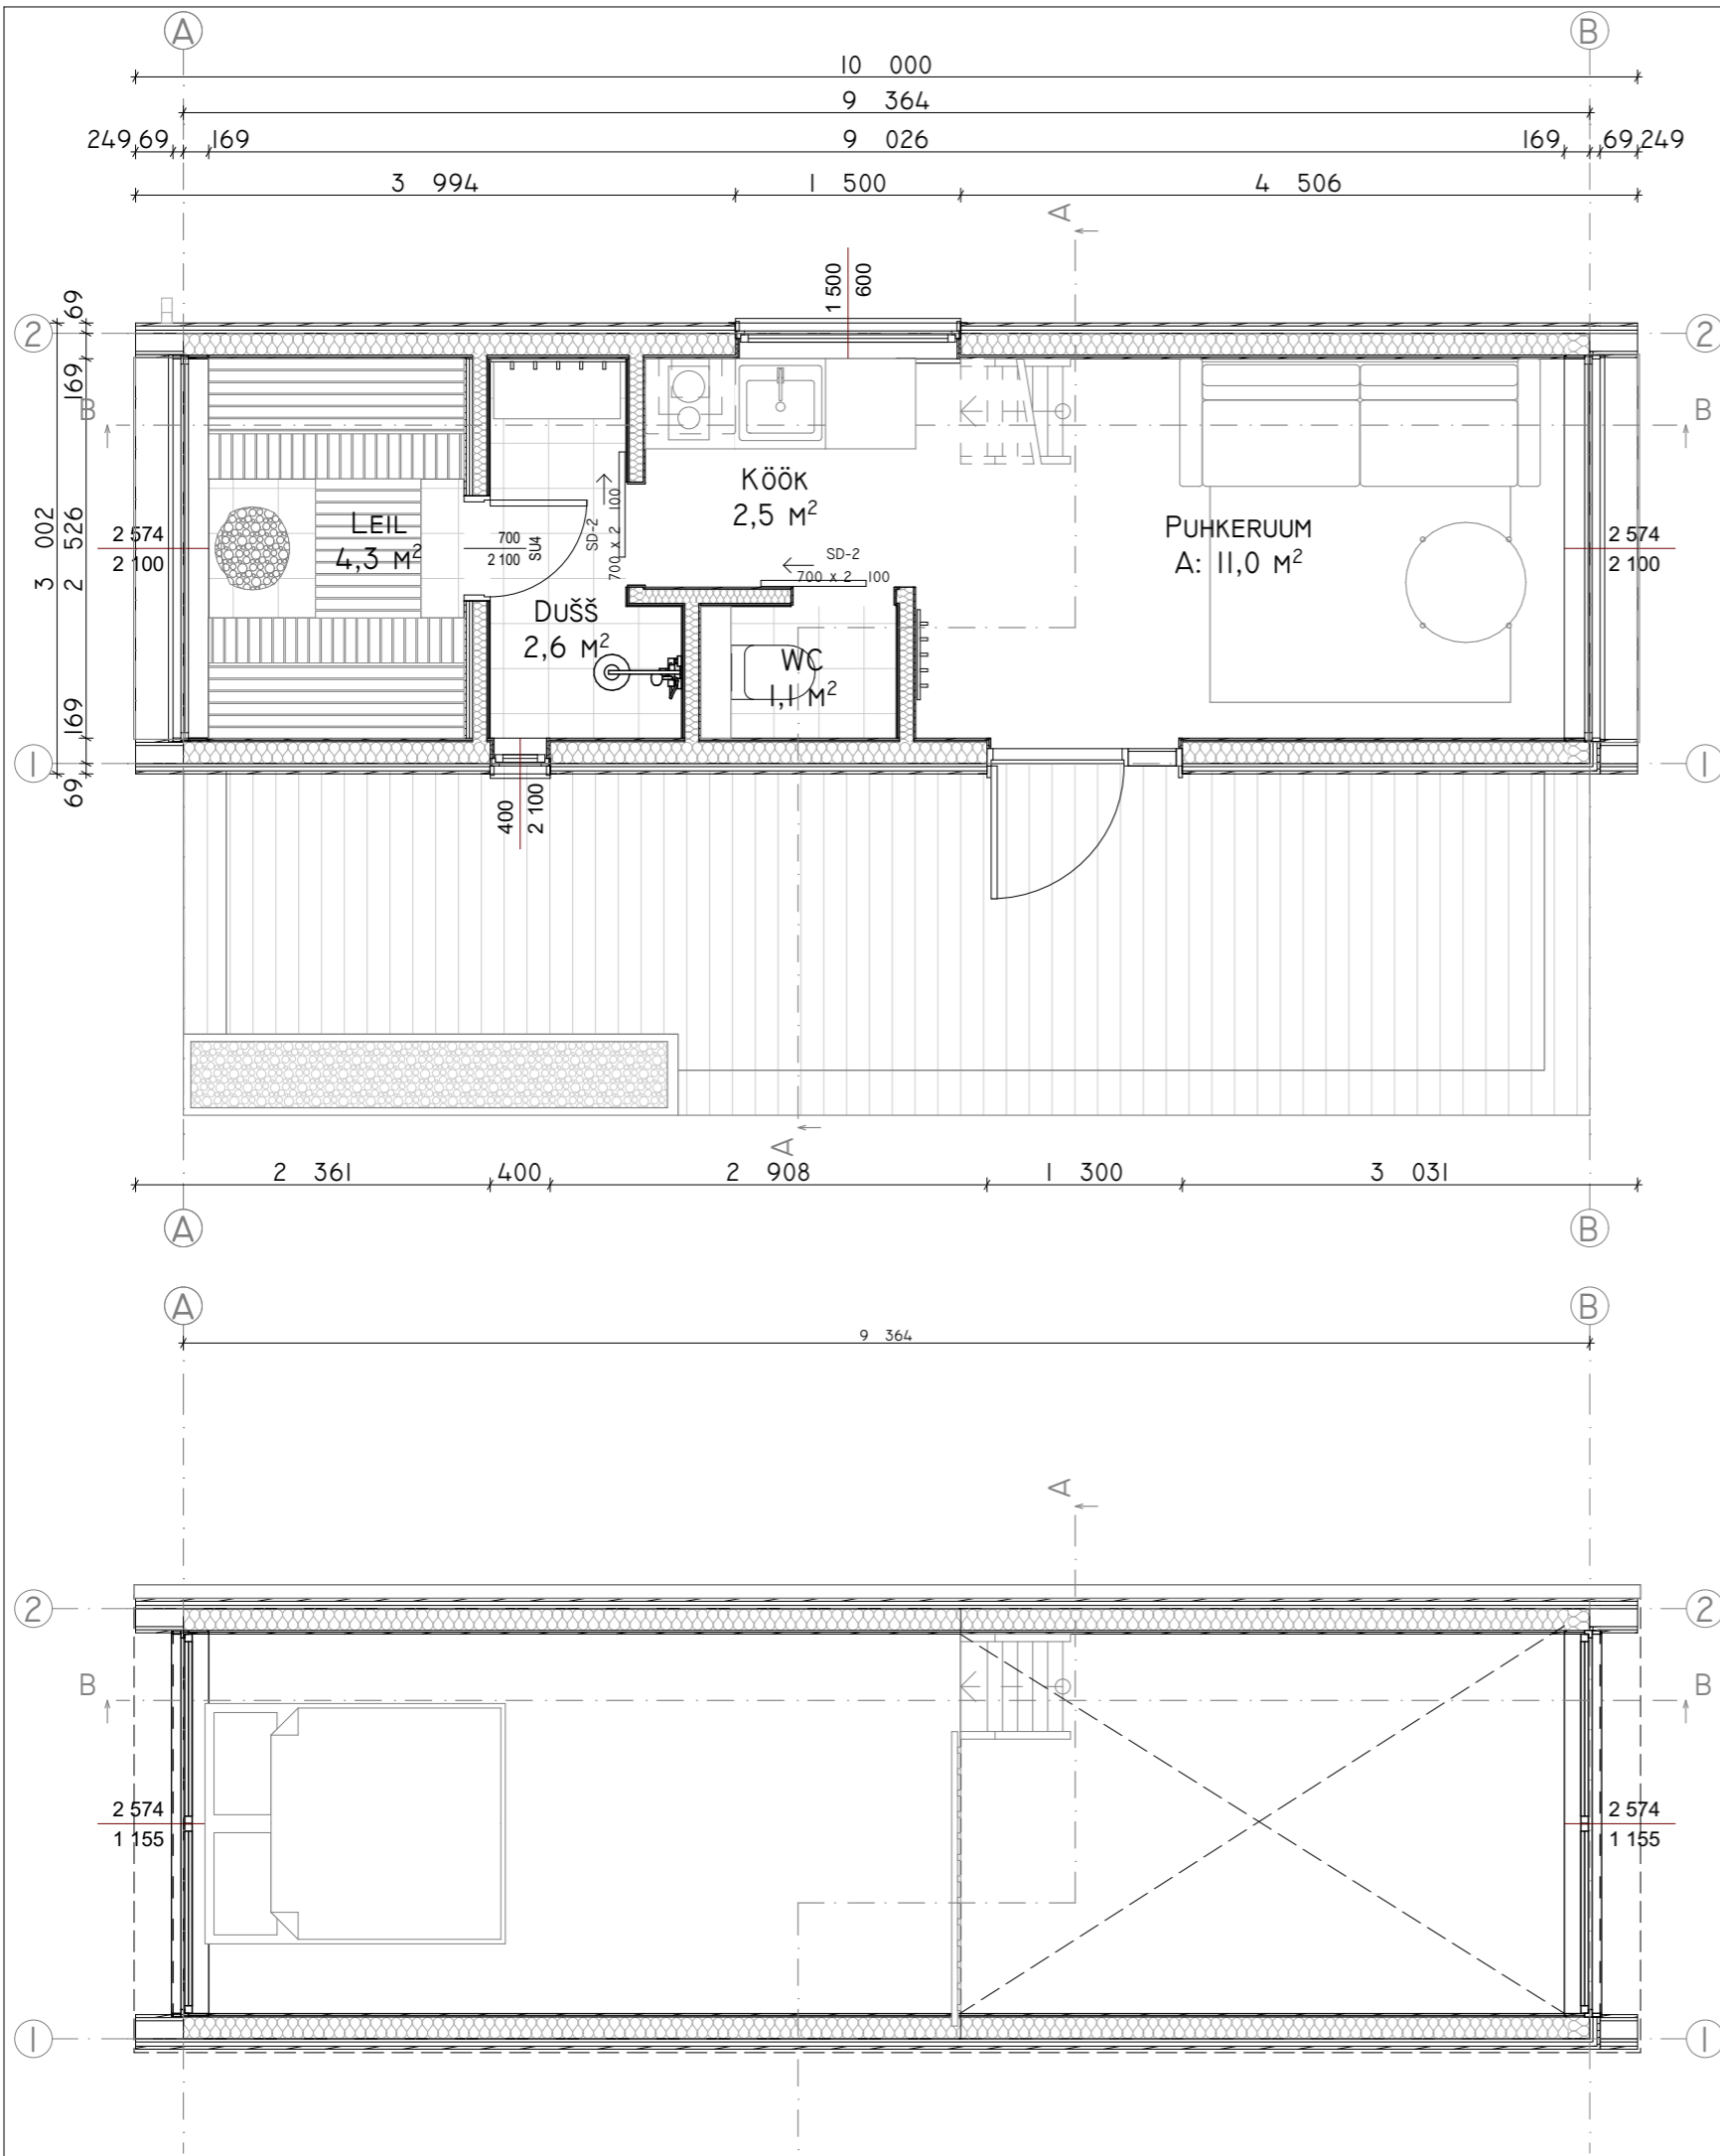 A B
10 000
9 364
249 69 169 9 026 169 69 249
3 994 1 500 4 506
A
1 500
600
2 2
69
169
B B
3 002
2 526
KÖÖK
2,5 M²
LEIL
4,3 M²
700
2 100
SU4
SD-2
700 x 2 100
SD-2
700 x 2 100
PUHKERUUM
A: 11,0 M²
2 574
2 100
2 574
2 100
DUŠŠ
2,6 M²
WC
1,1 M²
169
69
1 1
400
2 100
A
2 361 400 2 908 1 300 3 031
A B
A B
9 364
A
2 2
B B
2 574
1 155
2 574
1 155
1 1